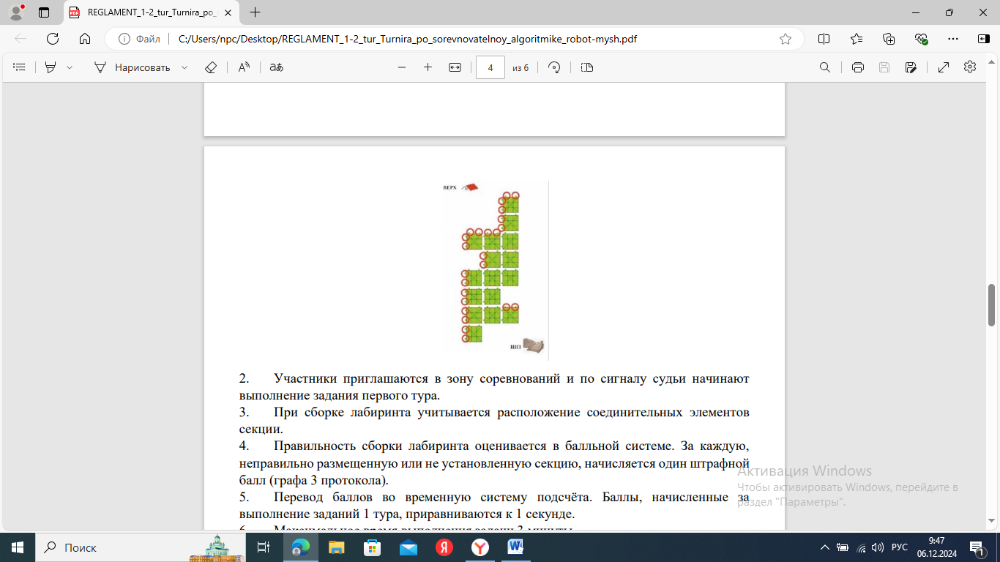 REGLAMENT_1-2_tur_Turnira_po_
Файл
C:/Users/npc/Desktop/REGLAMENT_1-2_tur_Turnira_po_sorevnovatelnoy_algoritmike_robot-mysh.pdf
Нарисовать
аあ
4
из 6
ВЕРХ
НИЗ
2. Участники приглашаются в зону соревнований и по сигналу судьи начинают
выполнение задания первого тура.
3. При сборке лабиринта учитывается расположение соединительных элементов
секции.
4. Правильность сборки лабиринта оценивается в балльной системе. За каждую,
неправильно размещенную или не установленную секцию, начисляется один штрафной
балл (графа 3 протокола).
5. Перевод баллов во временную систему подсчёта. Баллы, начисленные за
выполнение заданий 1 тура, приравниваются к 1 секунде.
6. Максимальное время выполнения задачи 3 минуты.
Активация Windows
Чтобы активировать Windows, перейдите в
раздел "Параметры".
Поиск
РУС
9:47
06.12.2024
1